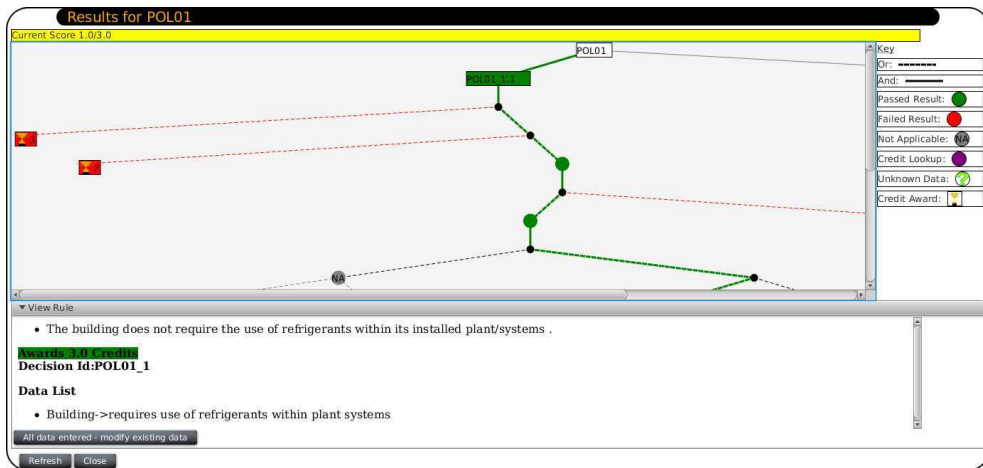 Results for POL01
Current Score 1.0/3.0
POL01
POL01_1.1
3
NA
Key
Or:
And:
Passed Result:
Failed Result:
Not Applicable: NA
Credit Lookup:
Unknown Data: ?
Credit Award:
View Rule
• The building does not require the use of refrigerants within its installed plant/systems .
Awards 3.0 Credits
Decision Id:POL01_1
Data List
• Building->requires use of refrigerants within plant systems
All data entered - modify existing data
Refresh Close